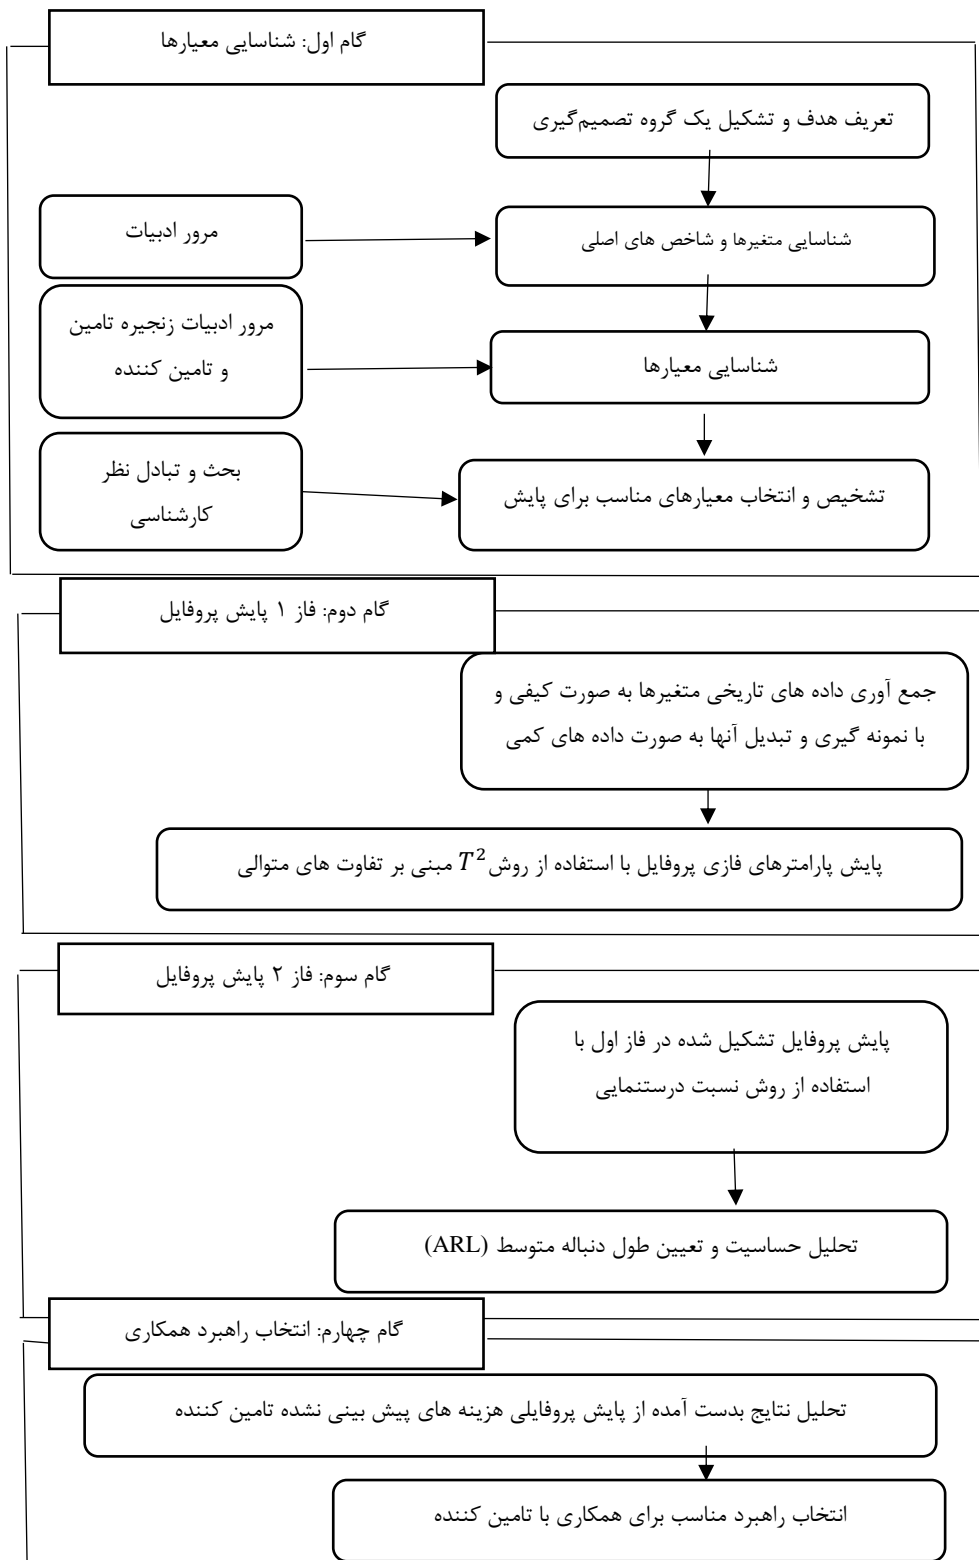 گام اول: شناسایی معیارها
تعریف هدف و تشکیل یک گروه تصمیم‌گیری
شناسایی متغیرها و شاخص های اصلی
مرور ادبیات
شناسایی معیارها
مرور ادبیات زنجیره تامین
و تامین کننده
تشخیص و انتخاب معیارهای مناسب برای پایش
بحث و تبادل نظر
کارشناسی
گام دوم: فاز ۱ پایش پروفایل
جمع آوری داده های تاریخی متغیرها به صورت کیفی و
با نمونه گیری و تبدیل آنها به صورت داده های کمی
پایش پارامترهای فازی پروفایل با استفاده از روش T² مبنی بر تفاوت های متوالی
گام سوم: فاز ۲ پایش پروفایل
پایش پروفایل تشکیل شده در فاز اول با
استفاده از روش نسبت درستنمایی
تحلیل حساسیت و تعیین طول دنباله متوسط (ARL)
گام چهارم: انتخاب راهبرد همکاری
تحلیل نتایج بدست آمده از پایش پروفایلی هزینه های پیش بینی نشده تامین کننده
انتخاب راهبرد مناسب برای همکاری با تامین کننده